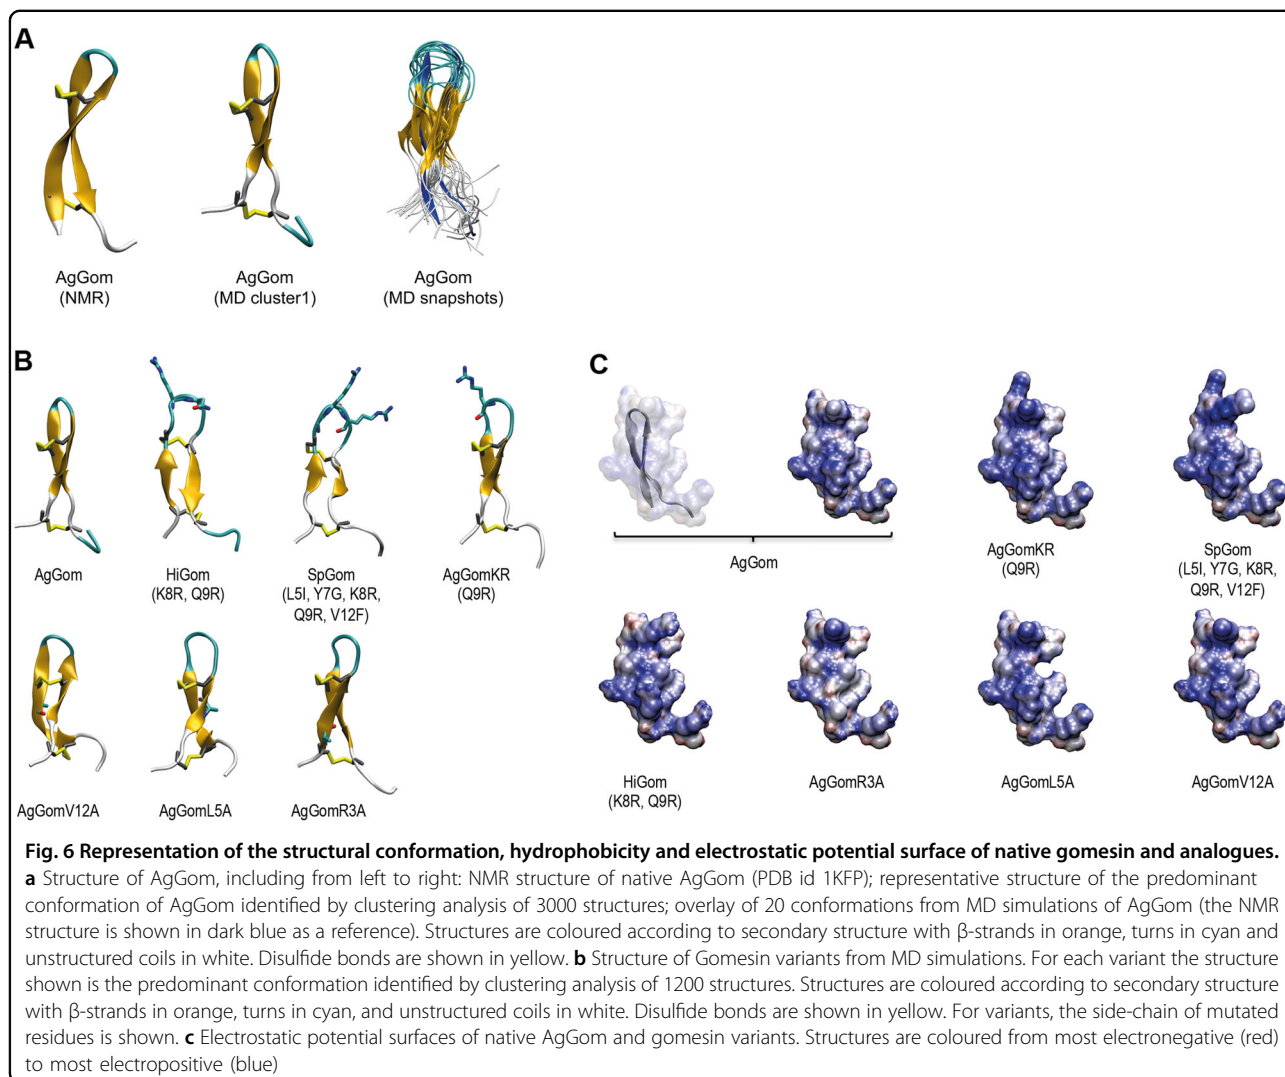 A
AgGom
(NMR)
AgGom
(MD cluster1)
AgGom
(MD snapshots)
B
AgGom
HiGom
(K8R, Q9R)
SpGom
(L5I, Y7G, K8R,
Q9R, V12F)
AgGomKR
(Q9R)
AgGomV12A
AgGomL5A
AgGomR3A
C
AgGom
AgGomKR
(Q9R)
SpGom
(L5I, Y7G, K8R,
Q9R, V12F)
HiGom
(K8R, Q9R)
AgGomR3A
AgGomL5A
AgGomV12A
Fig. 6 Representation of the structural conformation, hydrophobicity and electrostatic potential surface of native gomesin and analogues.
a Structure of AgGom, including from left to right: NMR structure of native AgGom (PDB id 1KFP); representative structure of the predominant
conformation of AgGom identified by clustering analysis of 3000 structures; overlay of 20 conformations from MD simulations of AgGom (the NMR
structure is shown in dark blue as a reference). Structures are coloured according to secondary structure with β-strands in orange, turns in cyan and
unstructured coils in white. Disulfide bonds are shown in yellow. b Structure of Gomesin variants from MD simulations. For each variant the structure
shown is the predominant conformation identified by clustering analysis of 1200 structures. Structures are coloured according to secondary structure
with β-strands in orange, turns in cyan, and unstructured coils in white. Disulfide bonds are shown in yellow. For variants, the side-chain of mutated
residues is shown. c Electrostatic potential surfaces of native AgGom and gomesin variants. Structures are coloured from most electronegative (red)
to most electropositive (blue)